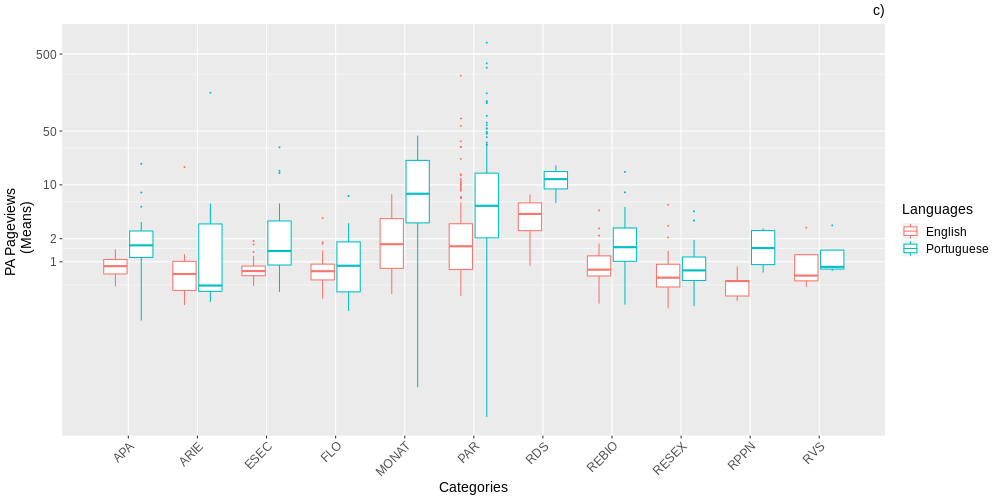 c)
PA Pageviews
(Means)
500
50
10
2
1
APA
ARIE
ESEC
FLO
MONAT
PAR
RDS
REBIO
RESEX
RPPN
RVS
Categories
Languages
English
Portuguese